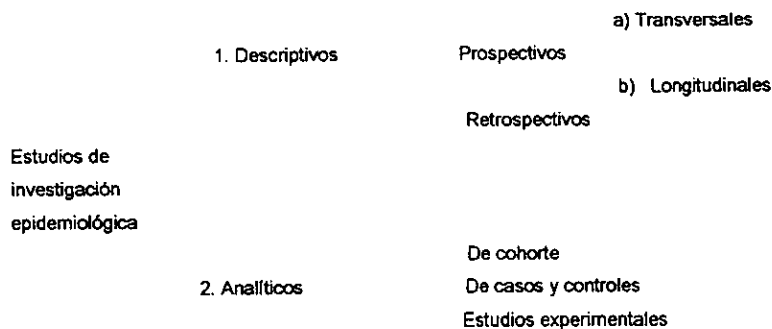 a) Transversales
1. Descriptivos Prospectivos
b) Longitudinales
Retrospectivos
Estudios de
investigación
epidemiológica
De cohorte
2. Analíticos De casos y controles
Estudios experimentales